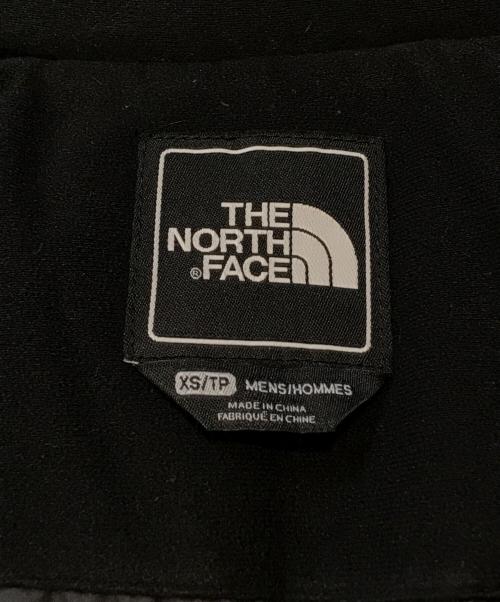 THE
NORTH
®FACE
XS/TP MENS/HOMMES
MADE IN CHINA
FABRIQUÉ EN CHINE